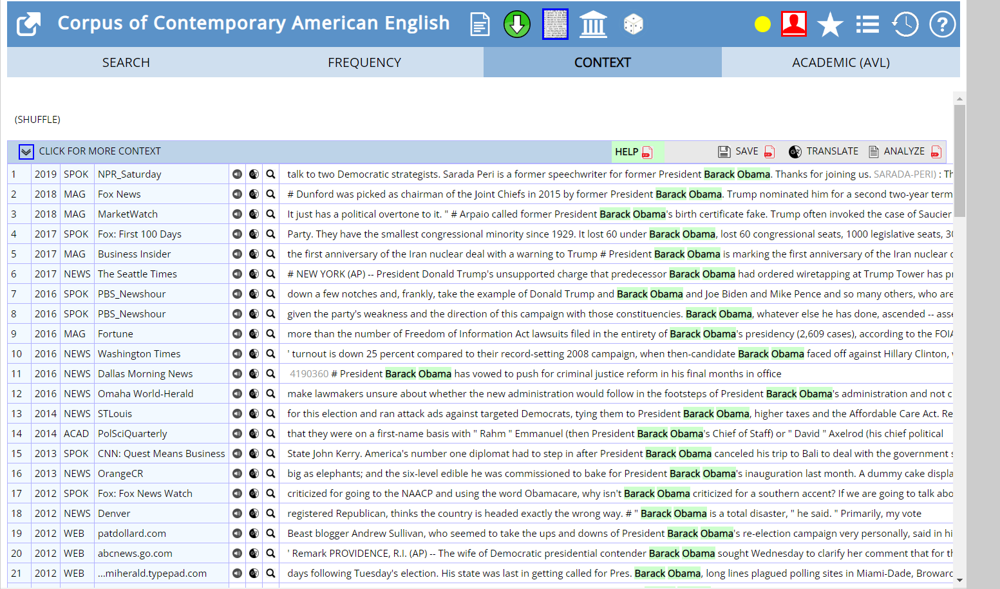 Corpus of Contemporary American English
SEARCH FREQUENCY CONTEXT ACADEMIC (AVL)
(SHUFFLE)
CLICK FOR MORE CONTEXT HELP SAVE TRANSLATE ANALYZE
1 2019 SPOK NPR_Saturday talk to two Democratic strategists. Sarada Peri is a former speechwriter for former President Barack Obama. Thanks for joining us. SARADA-PERI) :
2 2018 MAG Fox News # Dunford was picked as chairman of the Joint Chiefs in 2015 by former President Barack Obama. Trump nominated him for a second two-year term
3 2018 MAG MarketWatch It just has a political overtone to it. " # Arpaio called former President Barack Obama's birth certificate fake. Trump often invoked the case of Saucier
4 2017 SPOK Fox: First 100 Days Party. They have the smallest congressional minority since 1929. It lost 60 under Barack Obama, lost 60 congressional seats, 1000 legislative seats,
5 2017 MAG Business Insider the first anniversary of the Iran nuclear deal with a warning to Trump # President Barack Obama is marking the first anniversary of the Iran nuclear
6 2017 NEWS The Seattle Times # NEW YORK (AP) -- President Donald Trump's unsupported charge that predecessor Barack Obama had ordered wiretapping at Trump Tower has
7 2016 SPOK PBS_Newshour down a few notches and, frankly, take the example of Donald Trump and Barack Obama and Joe Biden and Mike Pence and so many others, who are
8 2016 SPOK PBS_Newshour given the party's weakness and the direction of this campaign with those constituencies. Barack Obama, whatever else he has done, ascended --
9 2016 MAG Fortune more than the number of Freedom of Information Act lawsuits filed in the entirety of Barack Obama's presidency (2,609 cases), according to the FOIA
10 2016 NEWS Washington Times ' turnout is down 25 percent compared to their record-setting 2008 campaign, when then-candidate Barack Obama faced off against Hillary Clinton,
11 2016 NEWS Dallas Morning News 4190360 # President Barack Obama has vowed to push for criminal justice reform in his final months in office
12 2016 NEWS Omaha World-Herald make lawmakers unsure about whether the new administration would follow in the footsteps of President Barack Obama's administration and not
13 2014 NEWS STLouis for this election and ran attack ads against targeted Democrats, tying them to President Barack Obama, higher taxes and the Affordable Care Act. Re
14 2014 ACAD PolSciQuarterly that they were on a first-name basis with " Rahm " Emmanuel (then President Barack Obama's Chief of Staff) or " David " Axelrod (his chief political
15 2013 SPOK CNN: Quest Means Business State John Kerry. America's number one diplomat had to step in after President Barack Obama canceled his trip to Bali to deal with the government
16 2013 NEWS OrangeCR big as elephants; and the six-level edible he was commissioned to bake for President Barack Obama's inauguration last month. A dummy cake displa
17 2012 SPOK Fox: Fox News Watch criticized for going to the NAACP and using the word Obamacare, why isn't Barack Obama criticized for a southern accent? If we are going to talk abo
18 2012 NEWS Denver registered Republican, thinks the country is headed exactly the wrong way. # " Barack Obama is a total disaster, " he said. " Primarily, my vote
19 2012 WEB patdollard.com Beast blogger Andrew Sullivan, who seemed to take the ups and downs of President Barack Obama's re-election campaign very personally, said in hi
20 2012 WEB abcnews.go.com ' Remark PROVIDENCE, R.I. (AP) -- The wife of Democratic presidential contender Barack Obama sought Wednesday to clarify her comment that for
21 2012 WEB ...miherald.typepad.com days following Tuesday's election. His state was last in getting called for Pres. Barack Obama, long lines plagued polling sites in Miami-Dade, Broward